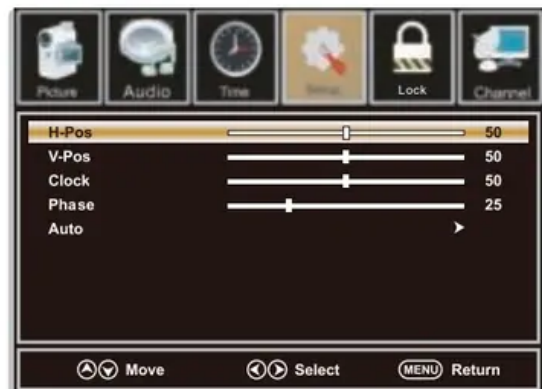 Picture Audio Time Setup Lock Channel
H-Pos 50
V-Pos 50
Clock 50
Phase 25
Auto
Move Select MENU Return